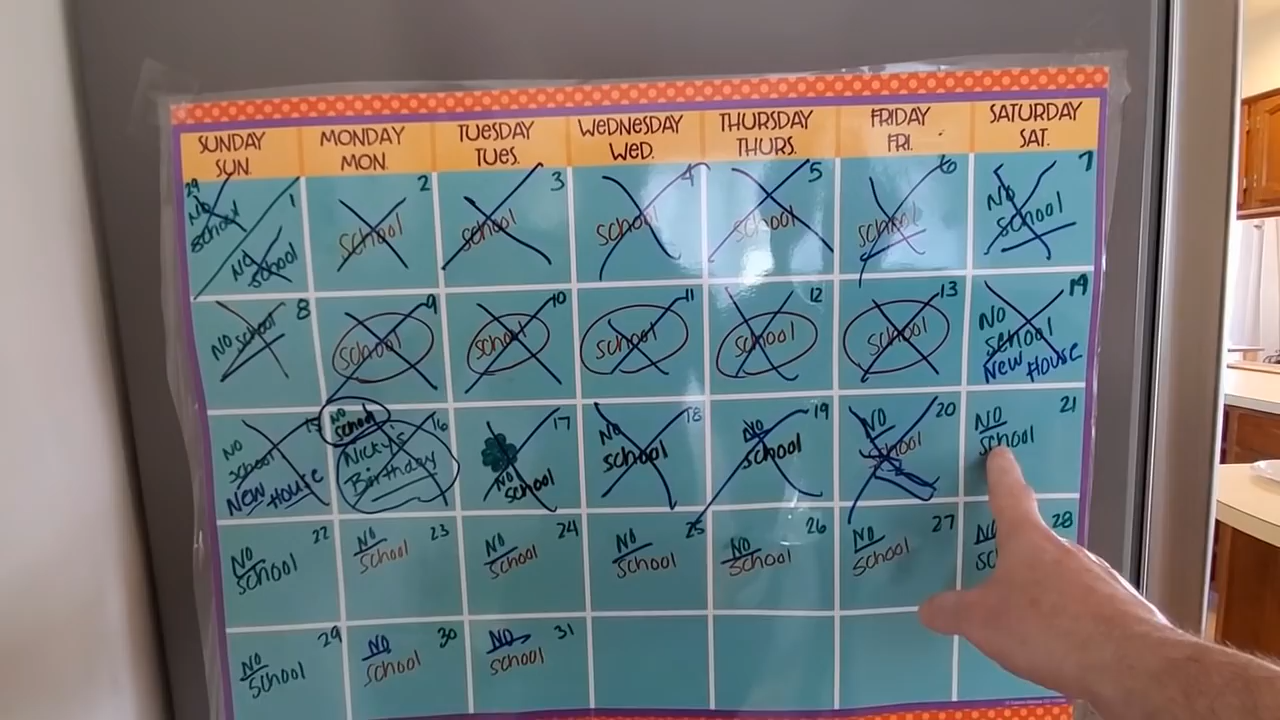 SUNDAY MONDAY TUESDAY WEDNESDAY THURSDAY FRIDAY SATURDAY
SUN. MON. TUES. WED. THURS. FRI. SAT.
29 NO school 1 NO school
2 school
3 school
4 school
5 school
6 school
7 NO school
8 NO school
9 school
10 school
11 school
12 school
13 school
14 NO school New House
15 NO school New House
16 NO school Nicky's Birthday
17 NO school
18 NO school
19 NO school
20 NO school
21 NO school
22 NO school
23 NO school
24 NO school
25 NO school
26 NO school
27 NO school
28 NO sc
29 NO school
30 NO school
31 NO school